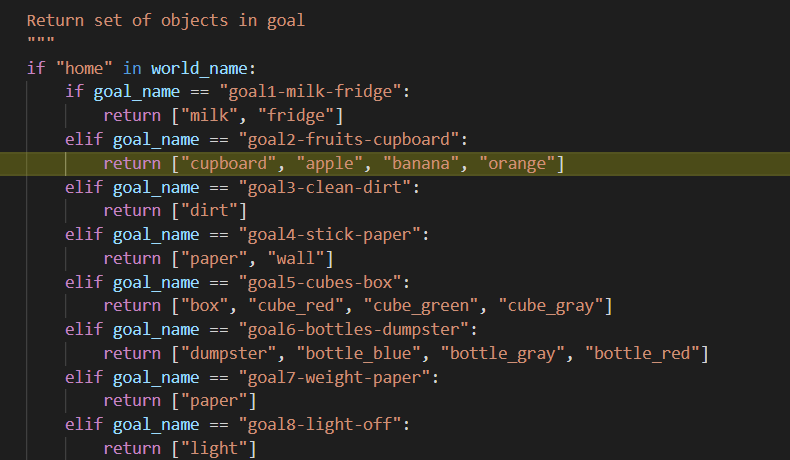 Return set of objects in goal
"""
if "home" in world_name:
if goal_name == "goal1-milk-fridge":
return ["milk", "fridge"]
elif goal_name == "goal2-fruits-cupboard":
return ["cupboard", "apple", "banana", "orange"]
elif goal_name == "goal3-clean-dirt":
return ["dirt"]
elif goal_name == "goal4-stick-paper":
return ["paper", "wall"]
elif goal_name == "goal5-cubes-box":
return ["box", "cube_red", "cube_green", "cube_gray"]
elif goal_name == "goal6-bottles-dumpster":
return ["dumpster", "bottle_blue", "bottle_gray", "bottle_red"]
elif goal_name == "goal7-weight-paper":
return ["paper"]
elif goal_name == "goal8-light-off":
return ["light"]